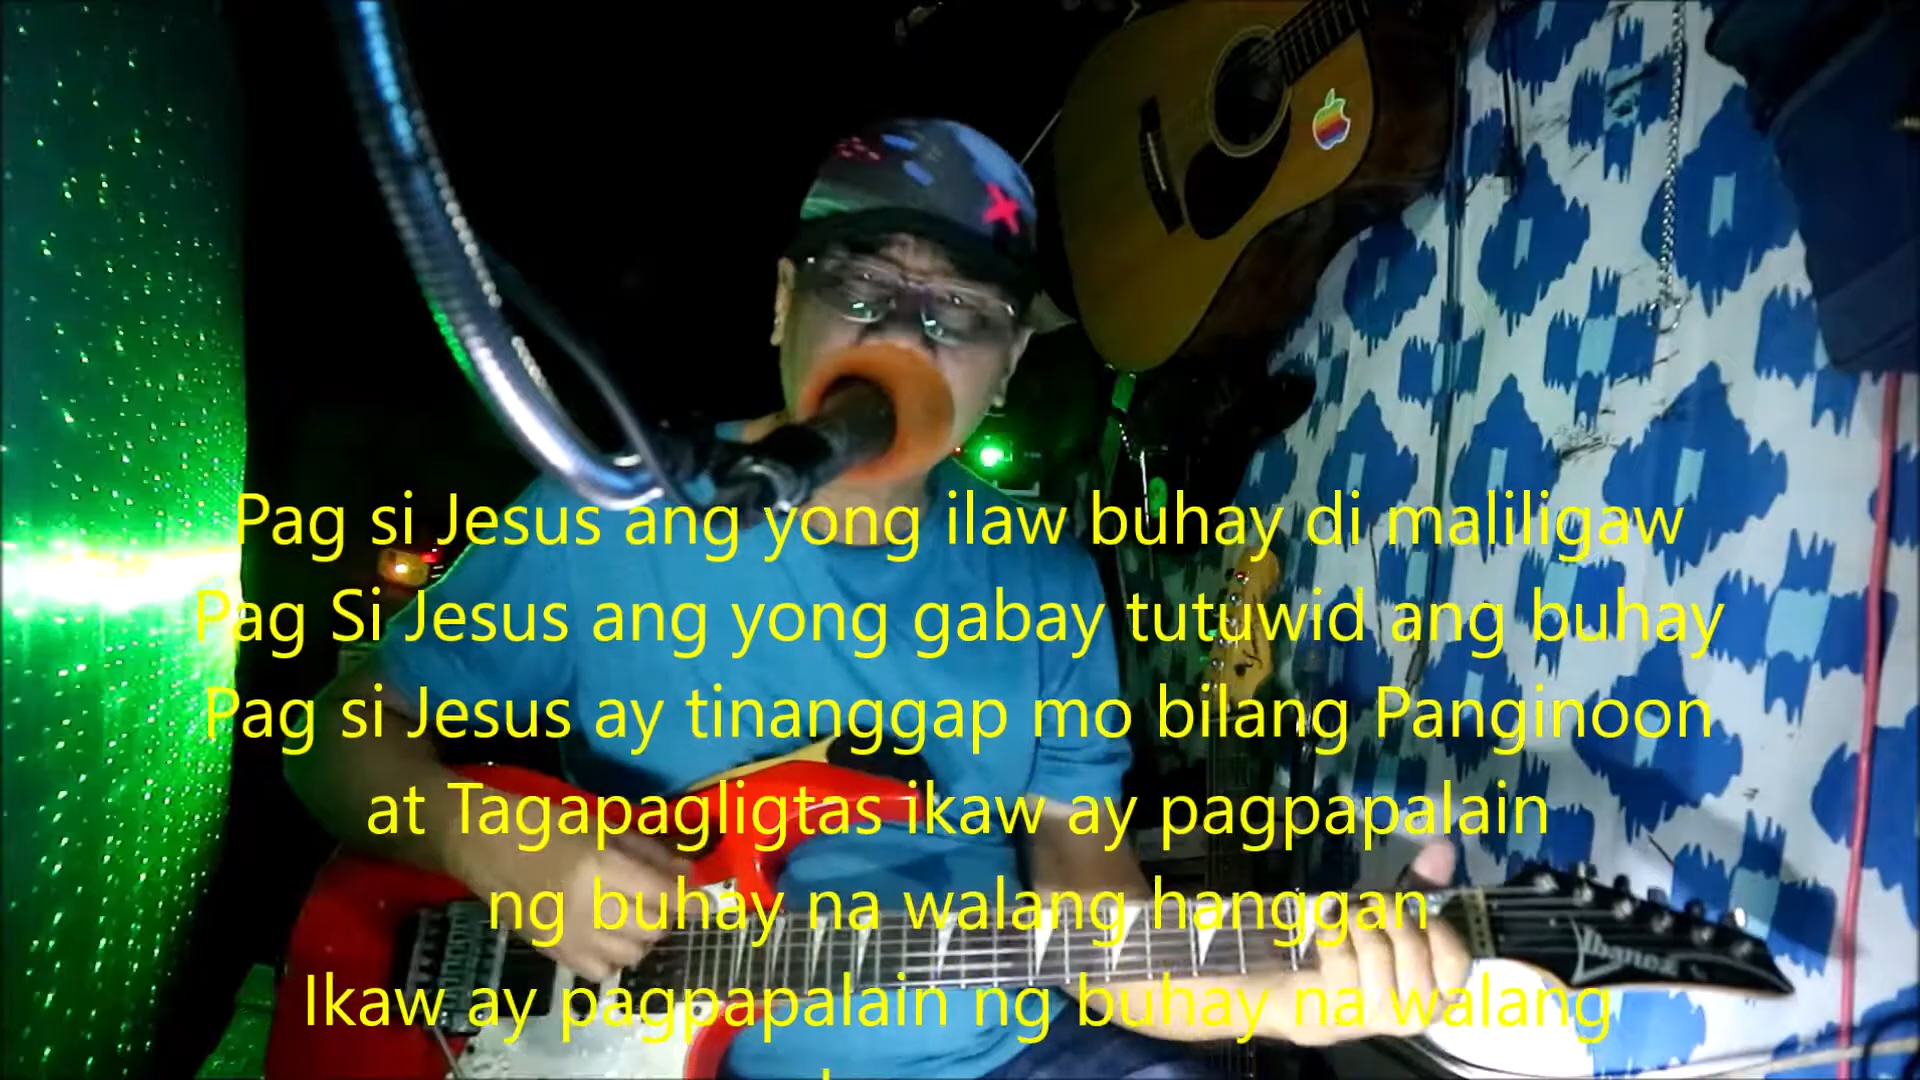 Pag si Jesus ang yong ilaw buhay di maliligaw
Pag Si Jesus ang yong gabay tutuwid ang buhay
Pag si Jesus ay tinanggap mo bilang Panginoon
at Tagapagligtas ikaw ay pagpapalain
ng buhay na walang hanggan
Ikaw ay pagpapalain ng buhay na walang
Ibanez